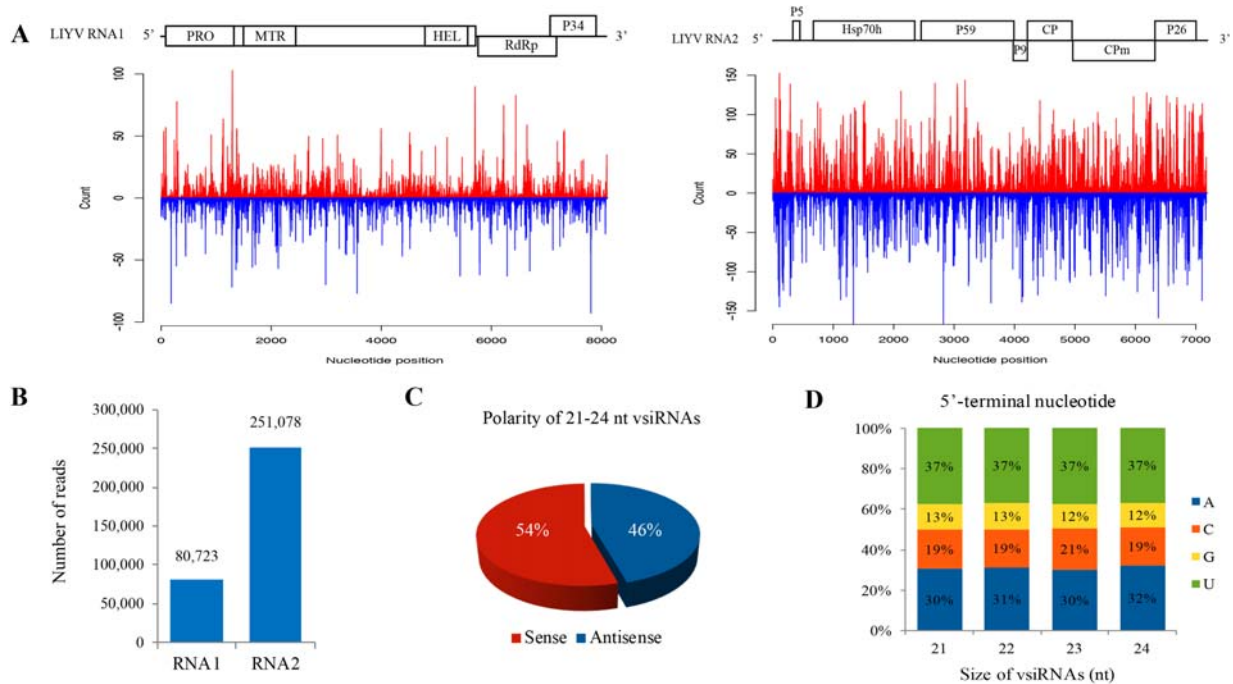 A
LIYV RNA1 5' PRO MTR HEL RdRp P34 3'
100
50
0
-50
-100
Count
0 2000 4000 6000 8000
Nucleotide position
LIYV RNA2 5' P5 Hsp70h P59 P9 CP CPm P26 3'
150
100
50
0
-50
-100
-150
Count
0 1000 2000 3000 4000 5000 6000 7000
Nucleotide position
B
Number of reads
300,000
250,000
200,000
150,000
100,000
50,000
0
80,723
251,078
RNA1 RNA2
C
Polarity of 21-24 nt vsiRNAs
54% 46%
Sense Antisense
D
5'-terminal nucleotide
100%
80%
60%
40%
20%
0%
37% 37% 37% 37%
13% 13% 12% 12%
19% 19% 21% 19%
30% 31% 30% 32%
21 22 23 24
Size of vsiRNAs (nt)
A
C
G
U